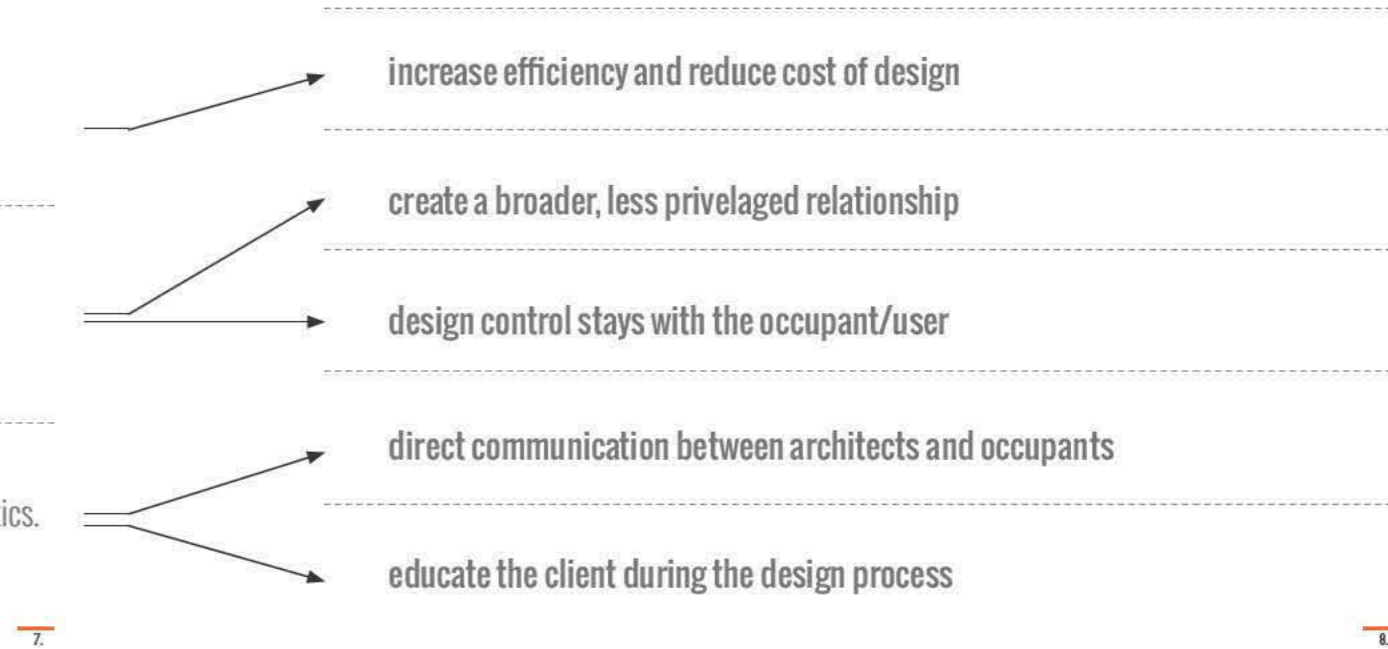 increase efficiency and reduce cost of design
create a broader, less privelaged relationship
design control stays with the occupant/user
direct communication between architects and occupants
educate the client during the design process
7.
8.